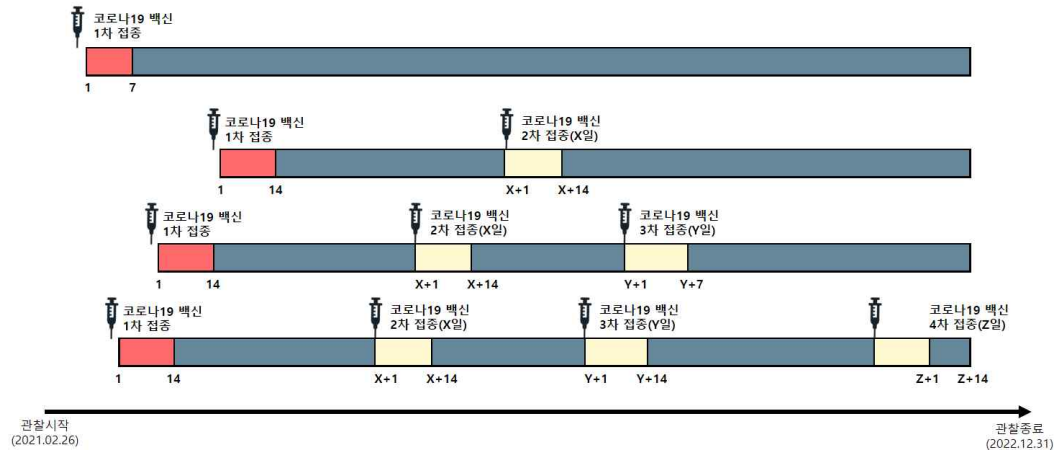 코로나19 백신
1차 접종
1 7
코로나19 백신
1차 접종
코로나19 백신
2차 접종(X일)
1 14 X+1 X+14
코로나19 백신
1차 접종
코로나19 백신
2차 접종(X일)
코로나19 백신
3차 접종(Y일)
1 14 X+1 X+14 Y+1 Y+7
코로나19 백신
1차 접종
코로나19 백신
2차 접종(X일)
코로나19 백신
3차 접종(Y일)
코로나19 백신
4차 접종(Z일)
1 14 X+1 X+14 Y+1 Y+14 Z+1 Z+14
관찰시작
(2021.02.26)
관찰종료
(2022.12.31)